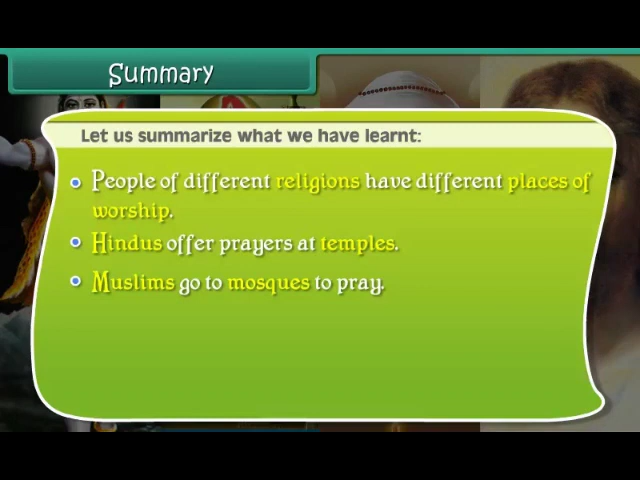 Summary
Let us summarize what we have learnt:
People of different religions have different places of
worship.
Hindus offer prayers at temples.
Muslims go to mosques to pray.